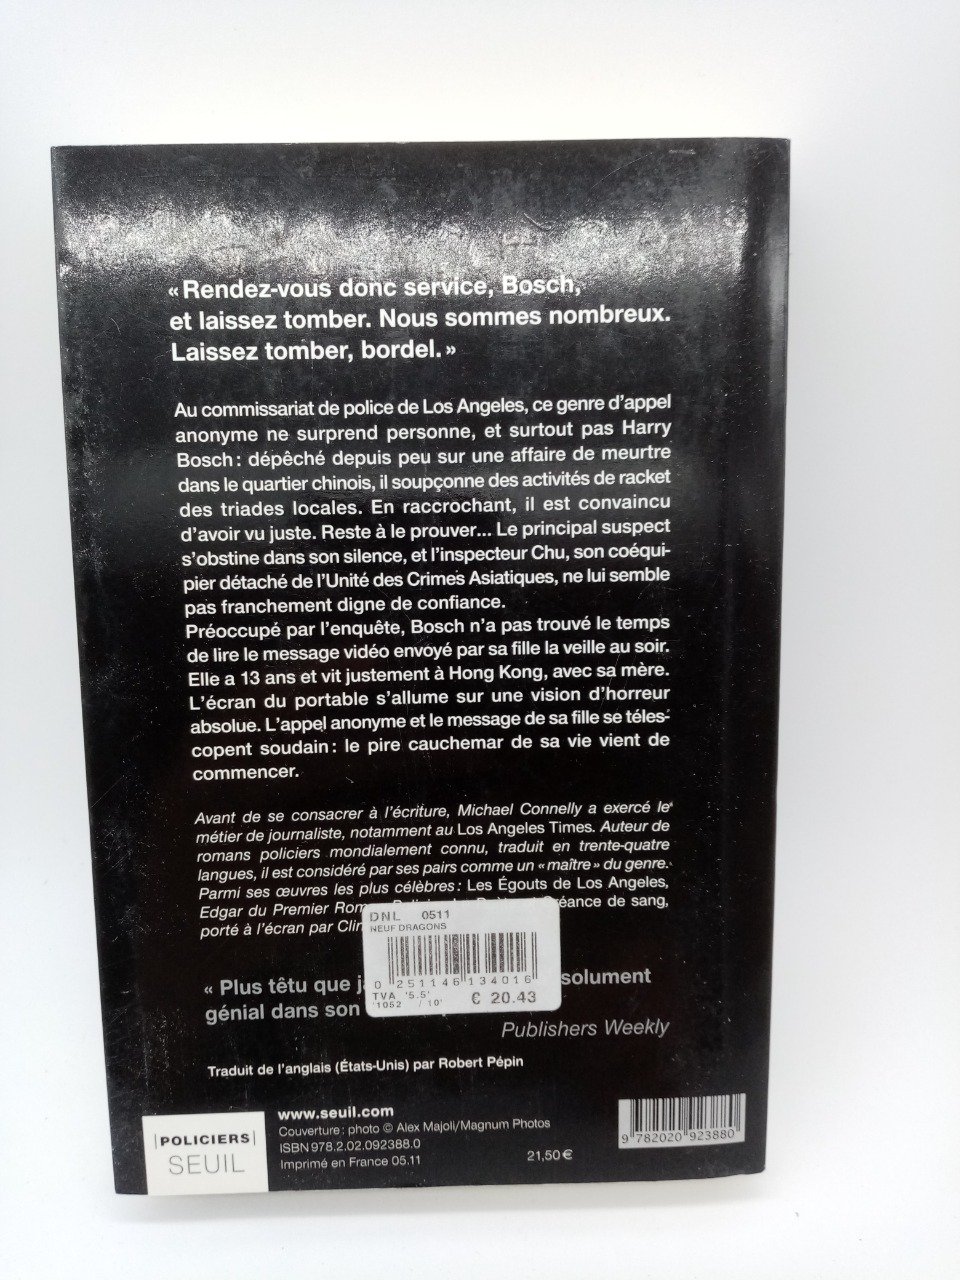 « Rendez-vous donc service, Bosch,
et laissez tomber. Nous sommes nombreux.
Laissez tomber, bordel. »
Au commissariat de police de Los Angeles, ce genre d'appel
anonyme ne surprend personne, et surtout pas Harry
Bosch : dépêché depuis peu sur une affaire de meurtre
dans le quartier chinois, il soupçonne des activités de racket
des triades locales. En raccrochant, il est convaincu
d'avoir vu juste. Reste à le prouver... Le principal suspect
s'obstine dans son silence, et l'inspecteur Chu, son coéqui-
pier détaché de l'Unité des Crimes Asiatiques, ne lui semble
pas franchement digne de confiance.
Préoccupé par l'enquête, Bosch n'a pas trouvé le temps
de lire le message vidéo envoyé par sa fille la veille au soir.
Elle a 13 ans et vit justement à Hong Kong, avec sa mère.
L'écran du portable s'allume sur une vision d'horreur
absolue. L'appel anonyme et le message de sa fille se téles-
copent soudain : le pire cauchemar de sa vie vient de
commencer.
Avant de se consacrer à l'écriture, Michael Connelly a exercé le
métier de journaliste, notamment au Los Angeles Times. Auteur de
romans policiers mondialement connu, traduit en trente-quatre
langues, il est considéré par ses pairs comme un « maître » du genre.
Parmi ses œuvres les plus célèbres : Les Égouts de Los Angeles,
Edgar du Premier Rom séance de sang,
porté à l'écran par Clin
DNL 0511
NEUF DRAGONS
0 251146 134016
TVA '5.5'
'1052 / 10' € 20.43
« Plus têtu que ja solument
génial dans son
Publishers Weekly
Traduit de l'anglais (États-Unis) par Robert Pépin
|POLICIERS|
SEUIL
www.seuil.com
Couverture : photo © Alex Majoli/Magnum Photos
ISBN 978.2.02.092388.0
Imprimé en France 05.11
21,50 €
9 782020 923880